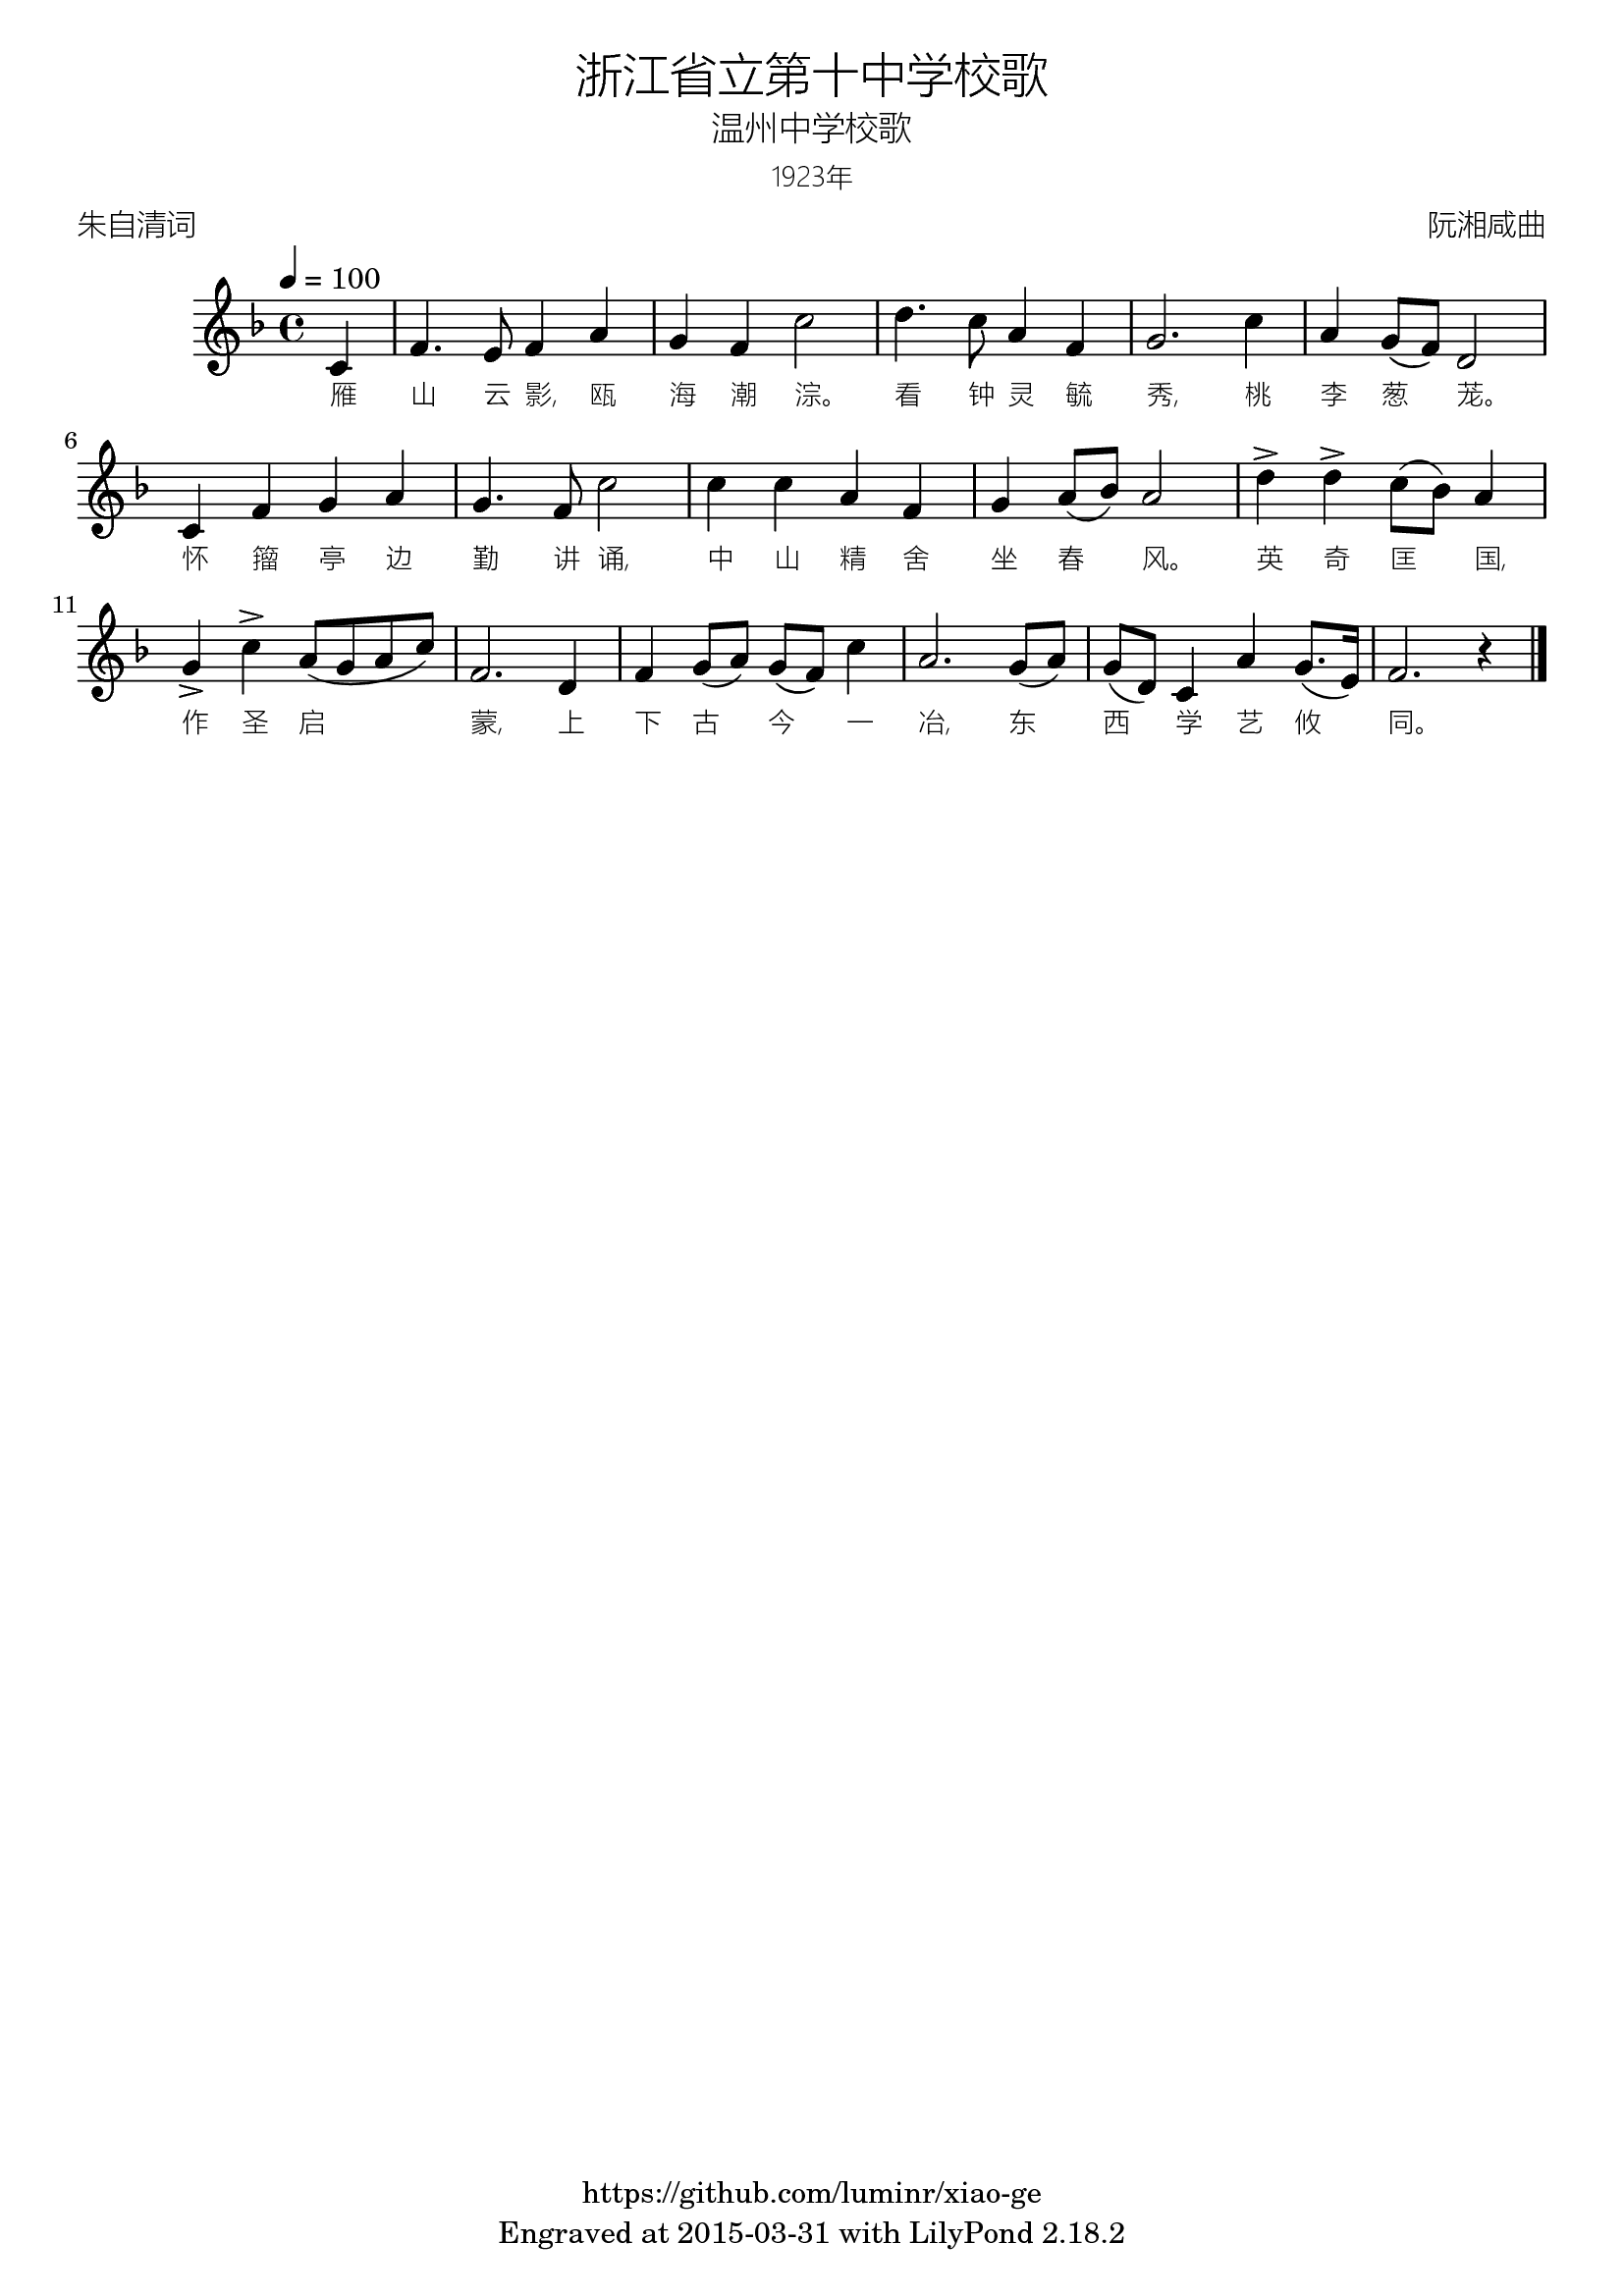 浙江省立第十中学校歌
温州中学校歌
1923年
朱自清词 阮湘咸曲
♩ = 100
雁 山 云 影, 瓯 海 潮 淙。 看 钟 灵 毓 秀, 桃 李 葱 茏。
6
怀 籀 亭 边 勤 讲 诵, 中 山 精 舍 坐 春 风。 英 奇 匡 国,
11
作 圣 启 蒙, 上 下 古 今 一 冶, 东 西 学 艺 攸 同。
https://github.com/luminr/xiao-ge
Engraved at 2015-03-31 with LilyPond 2.18.2